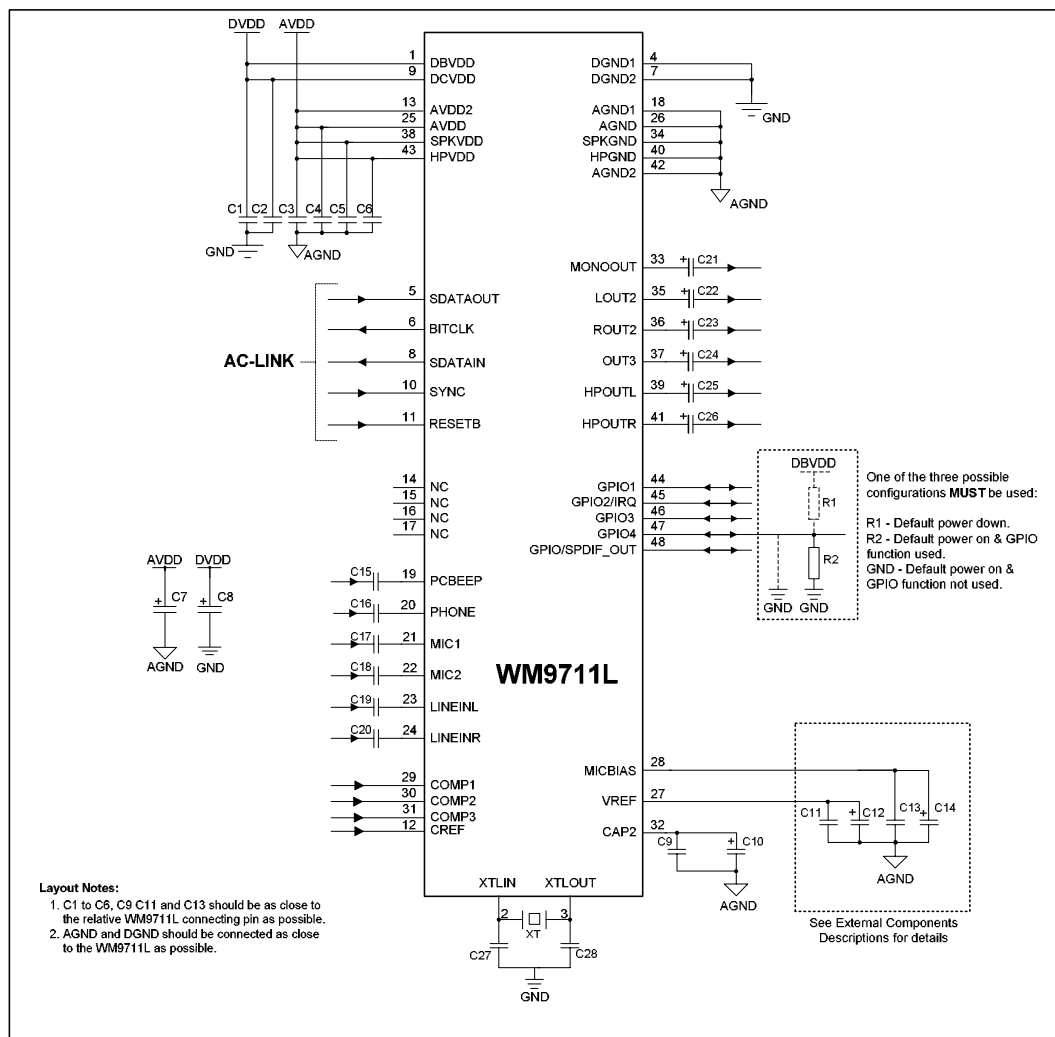 DVDD AVDD
1 DBVDD
9 DCVDD
13 AVDD2
25 AVDD
38 SPKVDD
43 HPVDD
C1 C2 C3 C4 C5 C6
GND AGND
DGND1 4
DGND2 7
GND
AGND1 18
AGND 26
SPKGND 34
HPGND 40
AGND2 42
AGND
AC-LINK
5 SDATAOUT
6 BITCLK
8 SDATAIN
10 SYNC
11 RESETB
MONOOUT 33 + C21
LOUT2 35 + C22
ROUT2 36 + C23
OUT3 37 + C24
HPOUTL 39 + C25
HPOUTR 41 + C26
14 NC
15 NC
16 NC
17 NC
GPIO1 44
GPIO2/IRQ 45
GPIO3 46
GPIO4 47
GPIO/SPDIF_OUT 48
DBVDD
R1
R2
GND GND
One of the three possible
configurations MUST be used:
R1 - Default power down.
R2 - Default power on & GPIO
function used.
GND - Default power on &
GPIO function not used.
AVDD DVDD
+ C7 + C8
AGND GND
C15 19 PCBEEP
C16 20 PHONE
C17 21 MIC1
C18 22 MIC2
C19 23 LINEINL
C20 24 LINEINR
WM9711L
29 COMP1
30 COMP2
31 COMP3
12 CREF
MICBIAS 28
VREF 27
CAP2 32
C9 + C10
AGND
C11 + C12 C13 + C14
AGND
See External Components
Descriptions for details
XTLIN XTLOUT
2 3
XT
C27 C28
GND
Layout Notes:
1. C1 to C6, C9 C11 and C13 should be as close to
the relative WM9711L connecting pin as possible.
2. AGND and DGND should be connected as close
to the WM9711L as possible.